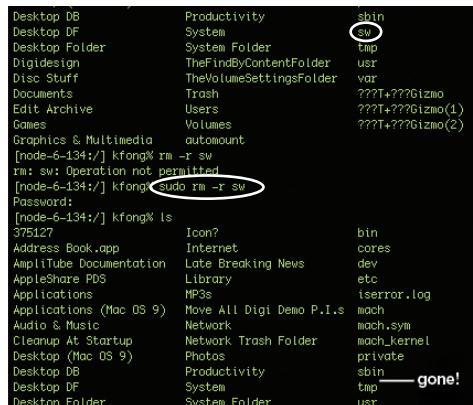 Desktop DB Productivity sbin
Desktop DF System sw
Desktop Folder System Folder tmp
Digidesign TheFindByContentFolder usr
Disc Stuff TheVolumeSettingsFolder var
Documents Trash ???T+???Gizmo
Edit Archive Users ???T+???Gizmo(1)
Games Volumes ???T+???Gizmo(2)
Graphics & Multimedia automount
[node-6-134:/] kfong% rm -r sw
rm: sw: Operation not permitted
[node-6-134:/] kfong% sudo rm -r sw
Password:
[node-6-134:/] kfong% ls
375127 Icon? bin
Address Book.app Internet cores
AmpliTube Documentation Late Breaking News dev
AppleShare PDS Library etc
Applications MP3s iserror.log
Applications (Mac OS 9) Move All Digi Demo P.I.s mach
Audio & Music Network mach.sym
Cleanup At Startup Network Trash Folder mach_kernel
Desktop (Mac OS 9) Photos private
Desktop DB Productivity sbin
gone!
Desktop DF System tmp
Desktop Folder System Folder usr